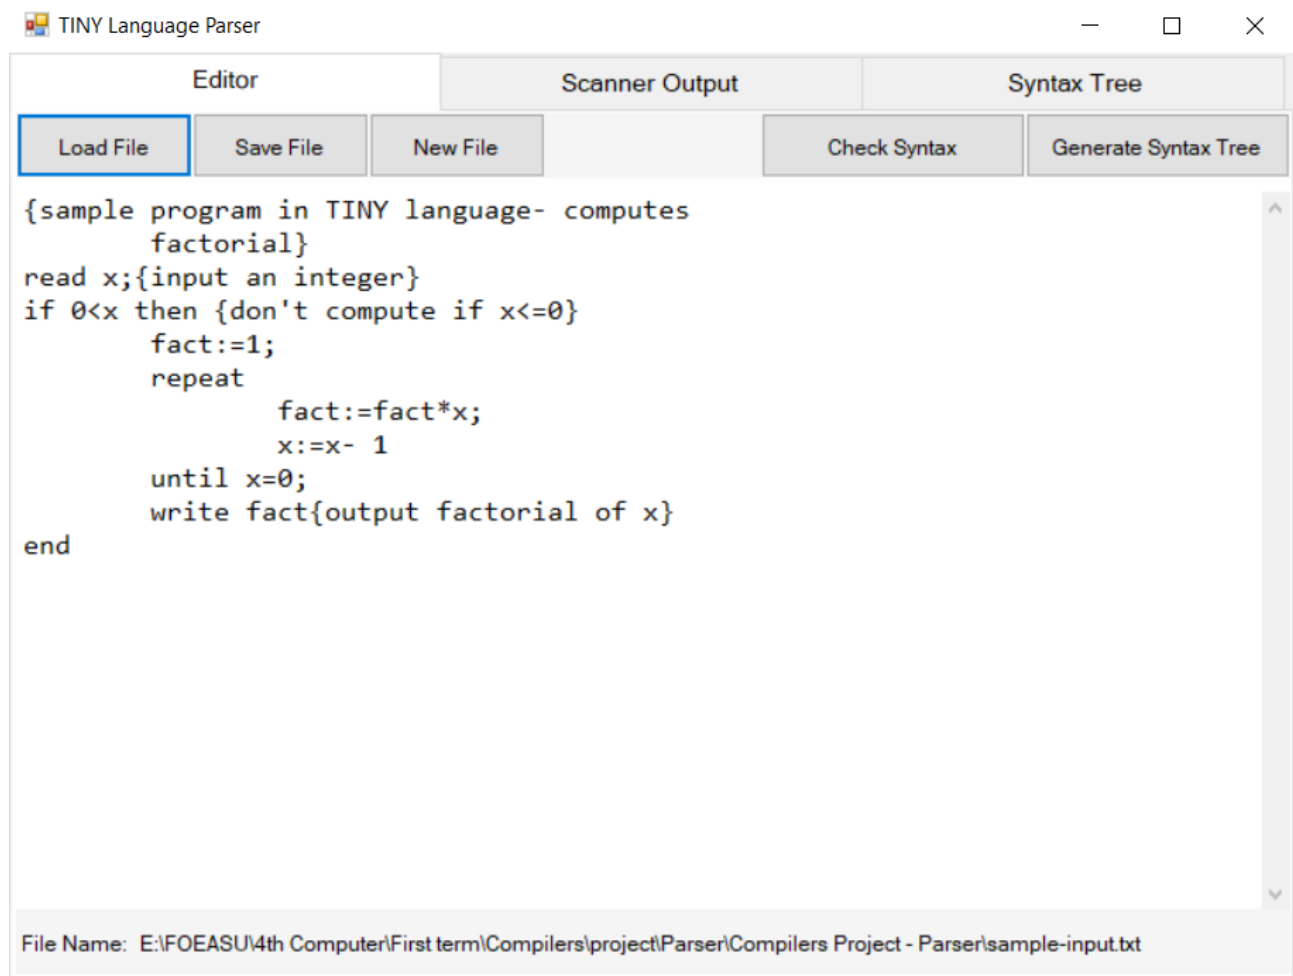 TINY Language Parser
Editor Scanner Output Syntax Tree
Load File Save File New File Check Syntax Generate Syntax Tree
{sample program in TINY language- computes
factorial}
read x;{input an integer}
if 0<x then {don't compute if x<=0}
fact:=1;
repeat
fact:=fact*x;
x:=x- 1
until x=0;
write fact{output factorial of x}
end
File Name: E:\FOEASU\4th Computer\First term\Compilers\project\Parser\Compilers Project - Parser\sample-input.txt